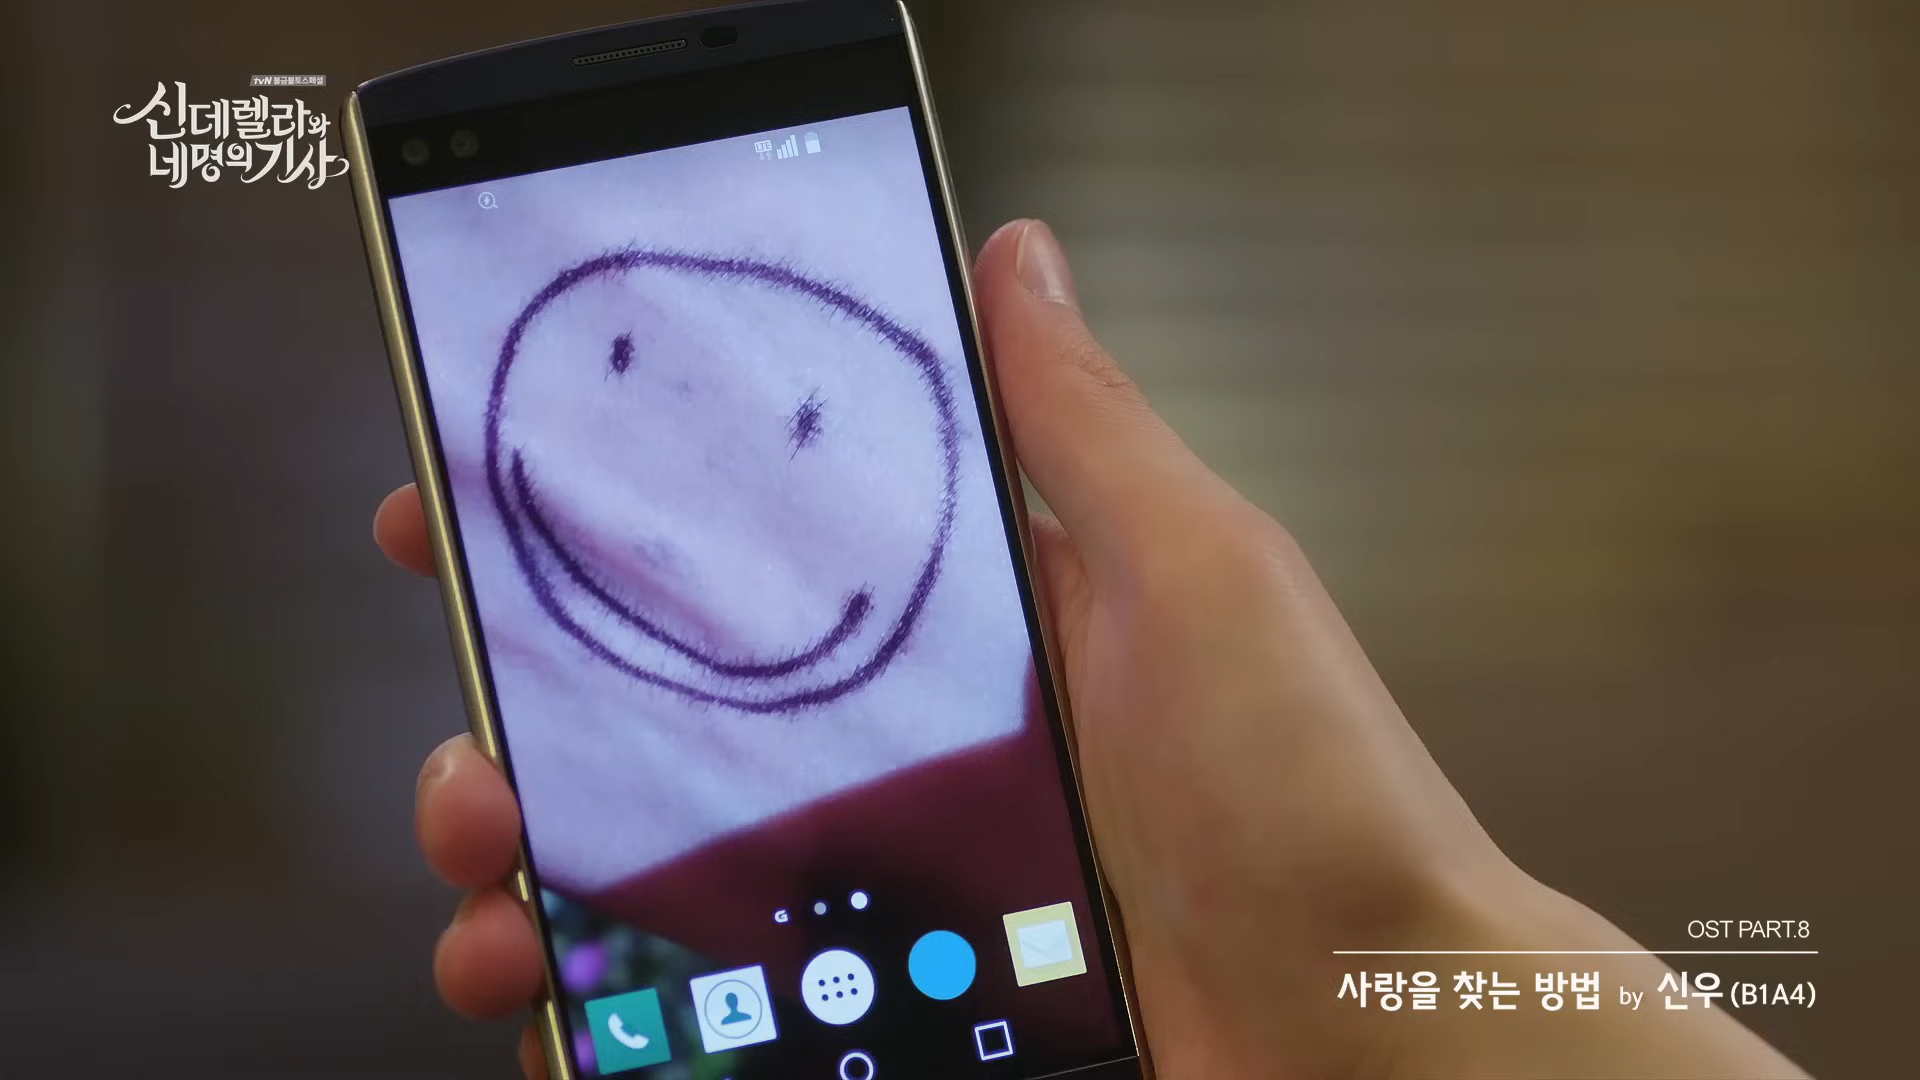 tvN 불금불토스페셜
신데렐라와
네명의기사
LTE
G
OST PART.8
사랑을 찾는 방법 by 신우(B1A4)